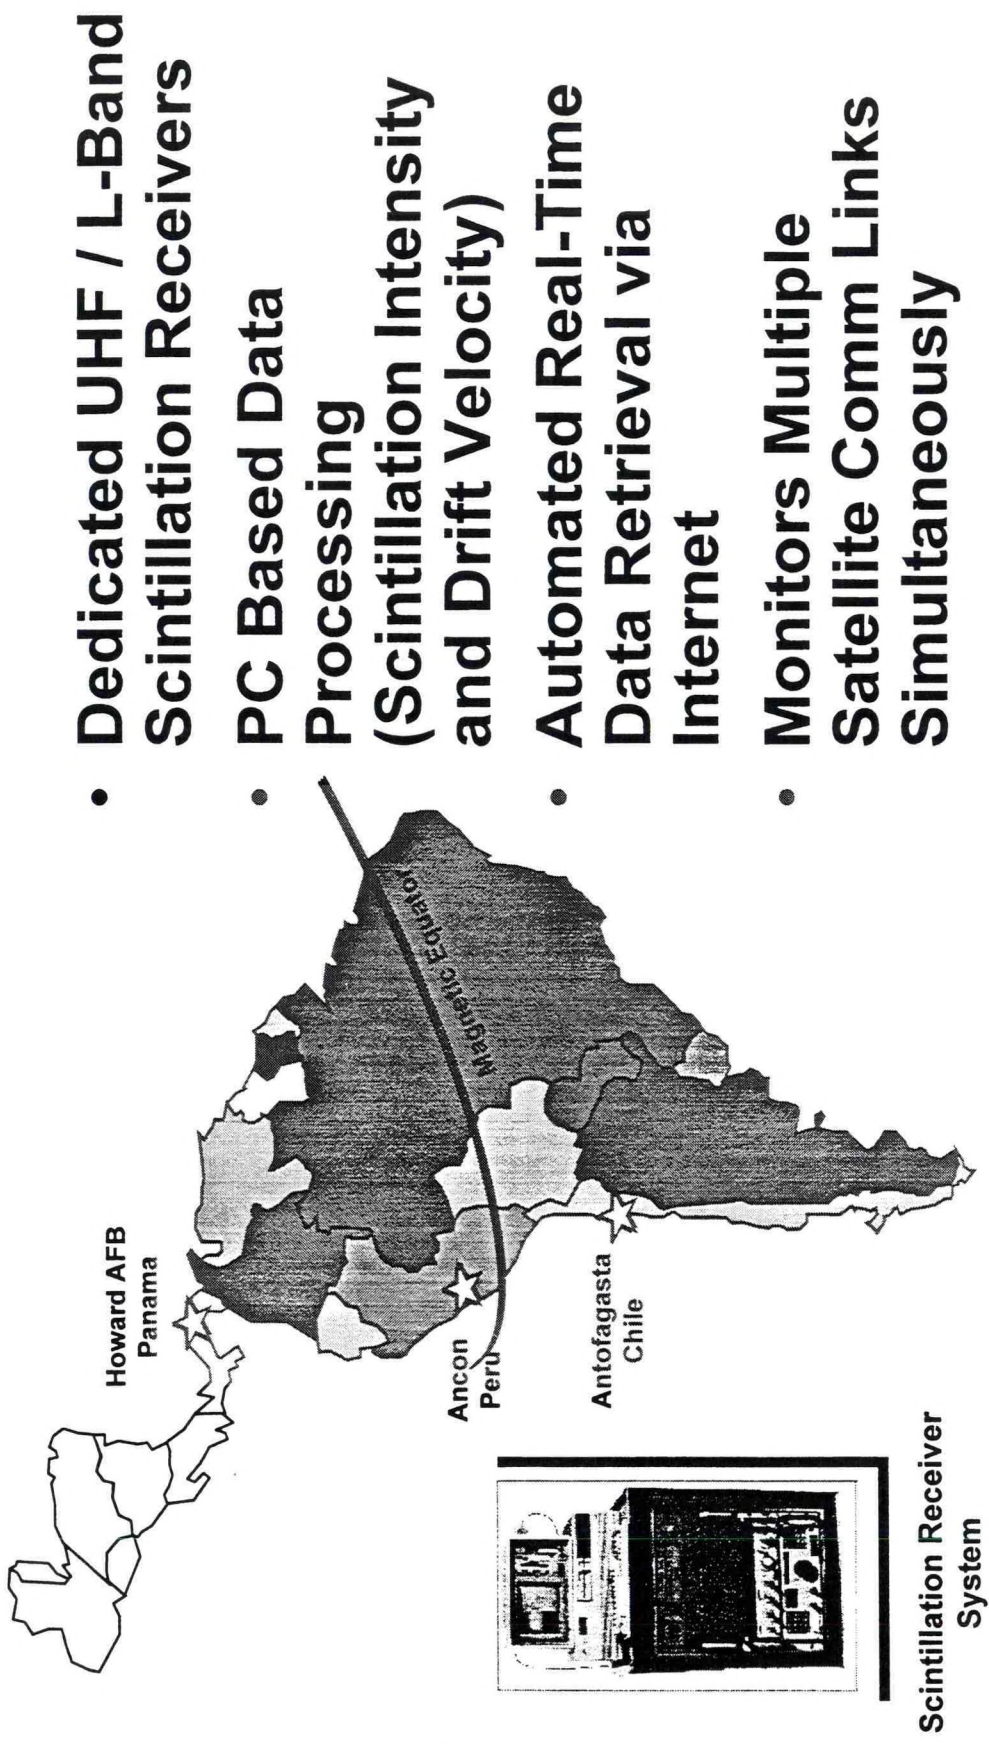 Howard AFB
Panama
Ancon
Peru
Antofagasta
Chile
Magnetic Equator
Scintillation Receiver
System
• Dedicated UHF / L-Band
Scintillation Receivers
• PC Based Data
Processing
(Scintillation Intensity
and Drift Velocity)
• Automated Real-Time
Data Retrieval via
Internet
• Monitors Multiple
Satellite Comm Links
Simultaneously